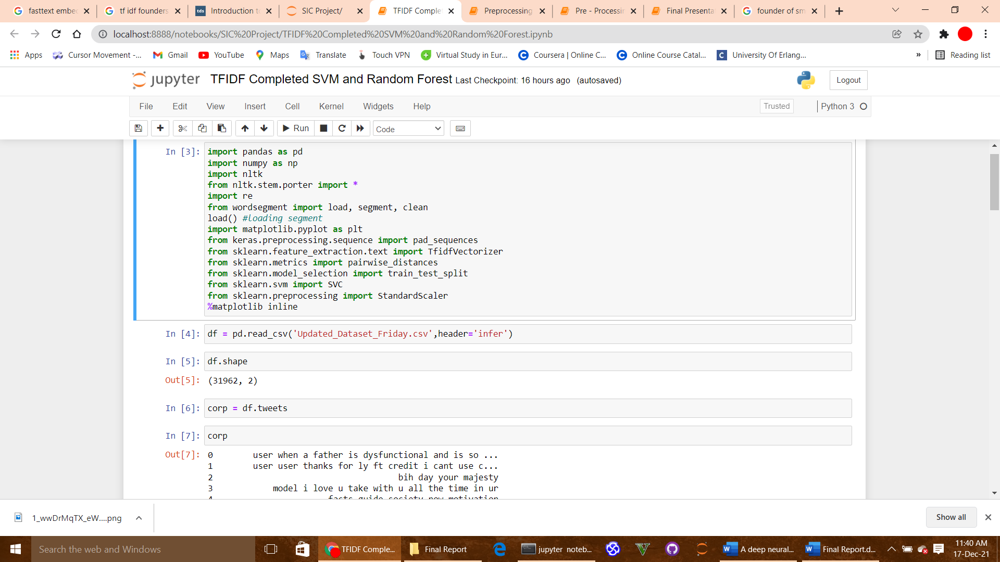 fasttext embe
tf idf founders
tds Introduction to
SIC Project/
TFIDF Comple
Preprocessing
Pre - Processin
Final Presenta
founder of sm
localhost:8888/notebooks/SIC%20Project/TFIDF%20Completed%20SVM%20and%20Random%20Forest.ipynb
Apps
Cursor Movement -...
Gmail
YouTube
Maps
Translate
Touch VPN
Virtual Study in Eur...
Coursera | Online C...
Online Course Catal...
University Of Erlang...
»
Reading list
jupyter TFIDF Completed SVM and Random Forest Last Checkpoint: 16 hours ago (autosaved)
Logout
File Edit View Insert Cell Kernel Widgets Help
Trusted
Python 3
Run
Code
In [3]: import pandas as pd
import numpy as np
import nltk
from nltk.stem.porter import *
import re
from wordsegment import load, segment, clean
load() #loading segment
import matplotlib.pyplot as plt
from keras.preprocessing.sequence import pad_sequences
from sklearn.feature_extraction.text import TfidfVectorizer
from sklearn.metrics import pairwise_distances
from sklearn.model_selection import train_test_split
from sklearn.svm import SVC
from sklearn.preprocessing import StandardScaler
%matplotlib inline
In [4]: df = pd.read_csv('Updated_Dataset_Friday.csv',header='infer')
In [5]: df.shape
Out[5]: (31962, 2)
In [6]: corp = df.tweets
In [7]: corp
Out[7]: 0 user when a father is dysfunctional and is so ...
1 user user thanks for ly ft credit i cant use c...
2 bih day your majesty
3 model i love u take with u all the time in ur
4 facts guide society now motivation
1_wwDrMqTX_eW....png
Show all
Search the web and Windows
TFIDF Comple...
Final Report
jupyter noteb...
A deep neural...
Final Report.d...
11:40 AM
17-Dec-21